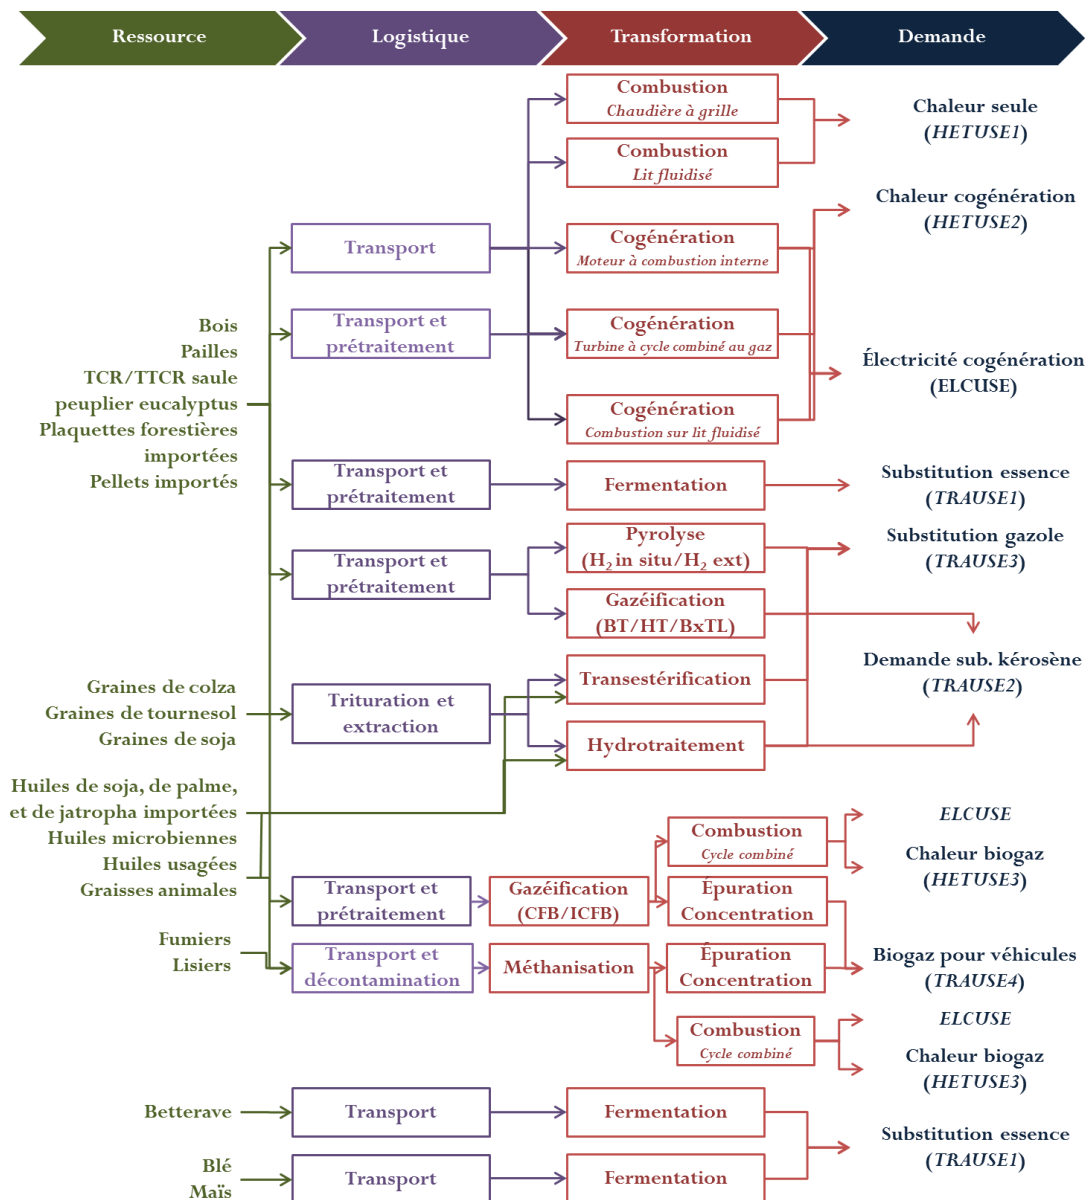 Ressource
Logistique
Transformation
Demande
Combustion
Chaudière à grille
Combustion
Lit fluidisé
Chaleur seule
(HETUSE1)
Chaleur cogénération
(HETUSE2)
Transport
Cogénération
Moteur à combustion interne
Transport et
prétraitement
Cogénération
Turbine à cycle combiné au gaz
Électricité cogénération
(ELCUSE)
Cogénération
Combustion sur lit fluidisé
Bois
Pailles
TCR/TTCR saule
peuplier eucalyptus
Plaquettes forestières
importées
Pellets importés
Transport et
prétraitement
Fermentation
Substitution essence
(TRAUSE1)
Transport et
prétraitement
Pyrolyse
(H₂ in situ/H₂ ext)
Substitution gazole
(TRAUSE3)
Gazéification
(BT/HT/BxTL)
Demande sub. kérosène
(TRAUSE2)
Graines de colza
Graines de tournesol
Graines de soja
Trituration et
extraction
Transestérification
Hydrotraitement
Huiles de soja, de palme,
et de jatropha importées
Huiles microbiennes
Huiles usagées
Graisses animales
Combustion
Cycle combiné
ELCUSE
Chaleur biogaz
(HETUSE3)
Transport et
prétraitement
Gazéification
(CFB/ICFB)
Épuration
Concentration
Fumiers
Lisiers
Transport et
décontamination
Méthanisation
Épuration
Concentration
Biogaz pour véhicules
(TRAUSE4)
Combustion
Cycle combiné
ELCUSE
Chaleur biogaz
(HETUSE3)
Betterave
Transport
Fermentation
Substitution essence
(TRAUSE1)
Blé
Maïs
Transport
Fermentation